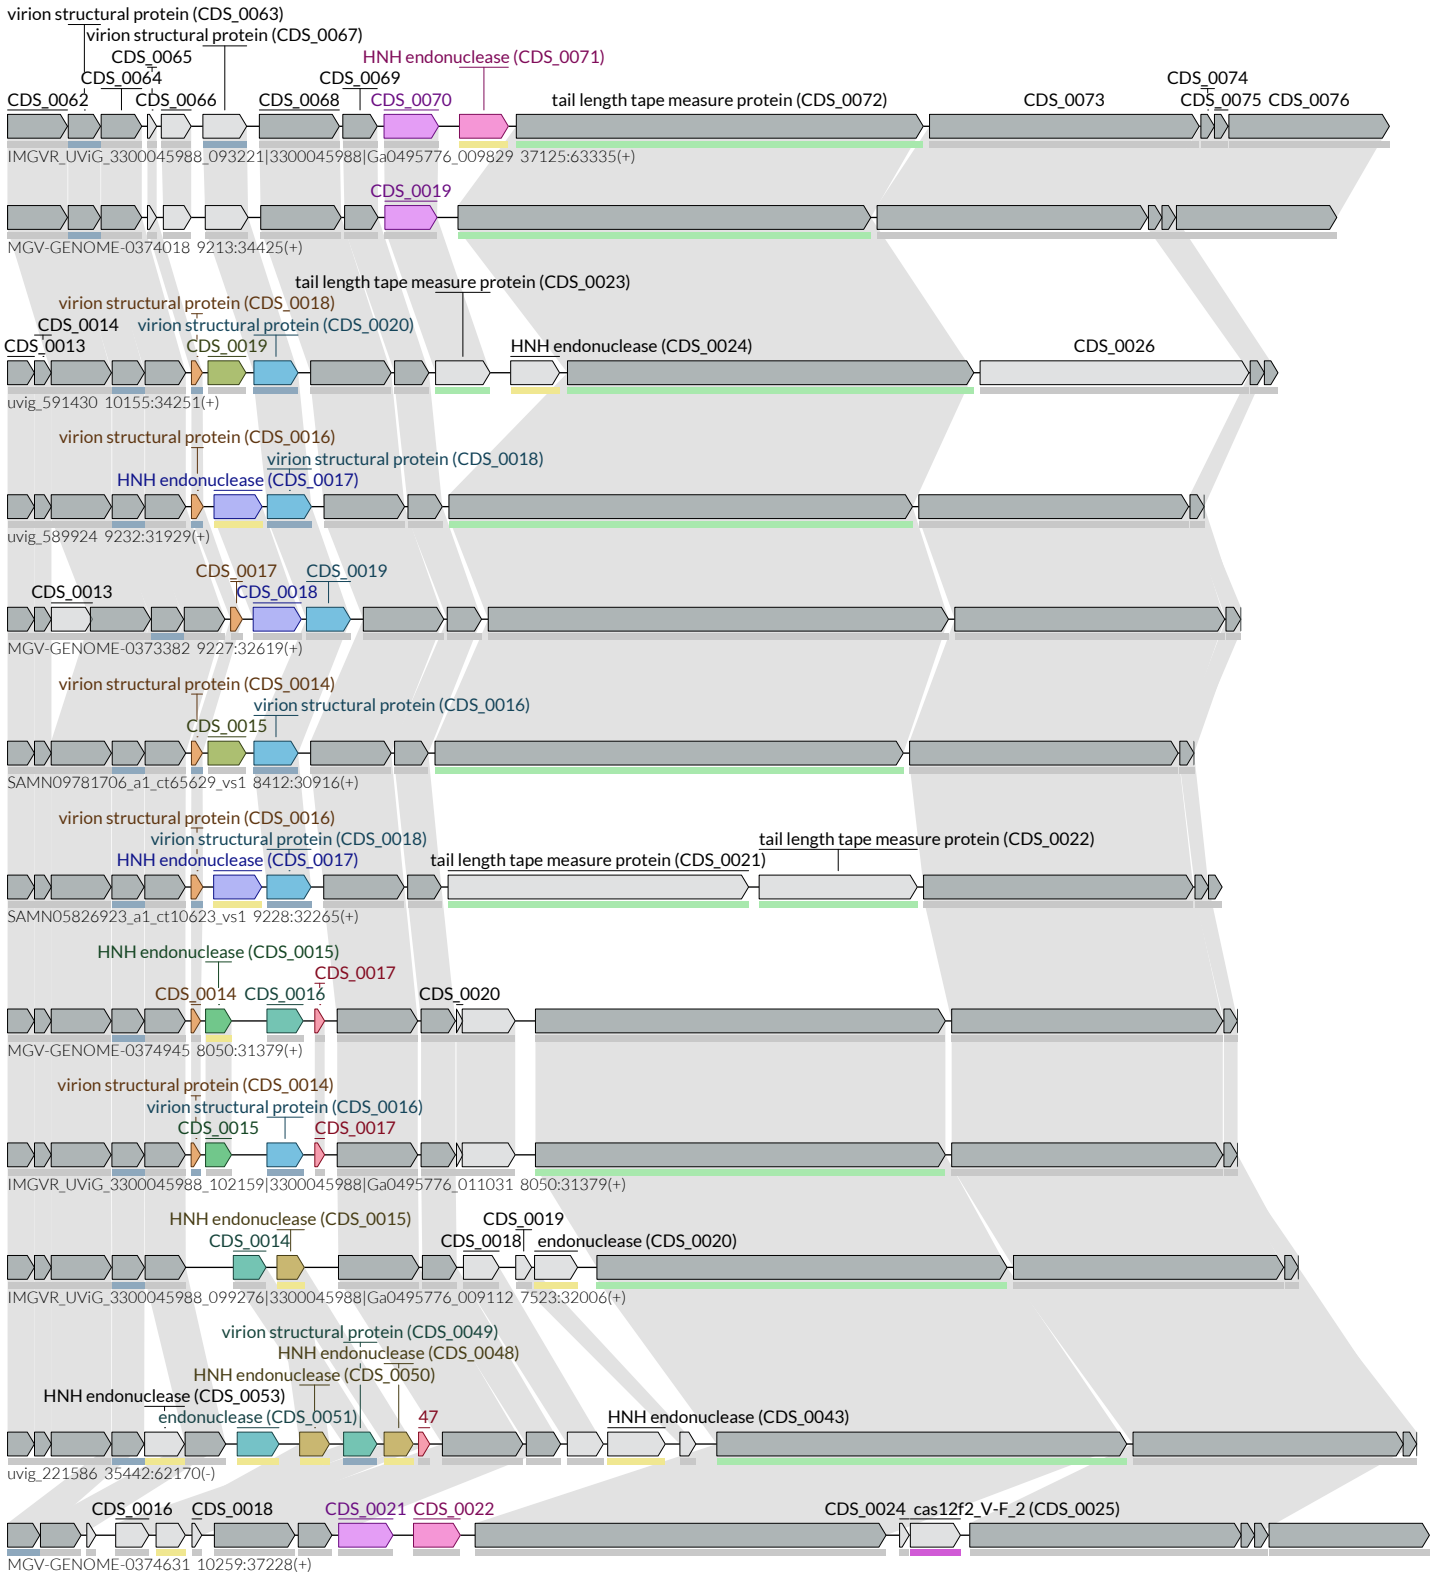 virion structural protein (CDS_0063)
virion structural protein (CDS_0067)
CDS_0065 HNH endonuclease (CDS_0071)
CDS_0064 CDS_0069 CDS_0074
CDS_0062 CDS_0066 CDS_0068 CDS_0070 tail length tape measure protein (CDS_0072) CDS_0073 CDS_0075 CDS_0076
IMGVR_UViG_3300045988_093221|3300045988|Ga0495776_009829 37125:63335(+)
CDS_0019
MGV-GENOME-0374018 9213:34425(+)
tail length tape measure protein (CDS_0023)
virion structural protein (CDS_0018)
CDS_0014 virion structural protein (CDS_0020)
CDS_0013 CDS_0019 HNH endonuclease (CDS_0024) CDS_0026
uvig_591430 10155:34251(+)
virion structural protein (CDS_0016)
virion structural protein (CDS_0018)
HNH endonuclease (CDS_0017)
uvig_589924 9232:31929(+)
CDS_0017 CDS_0019
CDS_0013 CDS_0018
MGV-GENOME-0373382 9227:32619(+)
virion structural protein (CDS_0014)
virion structural protein (CDS_0016)
CDS_0015
SAMN09781706_a1_ct65629_vs1 8412:30916(+)
virion structural protein (CDS_0016)
virion structural protein (CDS_0018) tail length tape measure protein (CDS_0022)
HNH endonuclease (CDS_0017) tail length tape measure protein (CDS_0021)
SAMN05826923_a1_ct10623_vs1 9228:32265(+)
HNH endonuclease (CDS_0015)
CDS_0017
CDS_0014 CDS_0016 CDS_0020
MGV-GENOME-0374945 8050:31379(+)
virion structural protein (CDS_0014)
virion structural protein (CDS_0016)
CDS_0015 CDS_0017
IMGVR_UViG_3300045988_102159|3300045988|Ga0495776_011031 8050:31379(+)
HNH endonuclease (CDS_0015) CDS_0019
CDS_0014 CDS_0018 endonuclease (CDS_0020)
IMGVR_UViG_3300045988_099276|3300045988|Ga0495776_009112 7523:32006(+)
virion structural protein (CDS_0049)
HNH endonuclease (CDS_0048)
HNH endonuclease (CDS_0050)
HNH endonuclease (CDS_0053)
endonuclease (CDS_0051) 47 HNH endonuclease (CDS_0043)
uvig_221586 35442:62170(-)
CDS_0016 CDS_0018 CDS_0021 CDS_0022 CDS_0024 cas12f2_V-F_2 (CDS_0025)
MGV-GENOME-0374631 10259:37228(+)